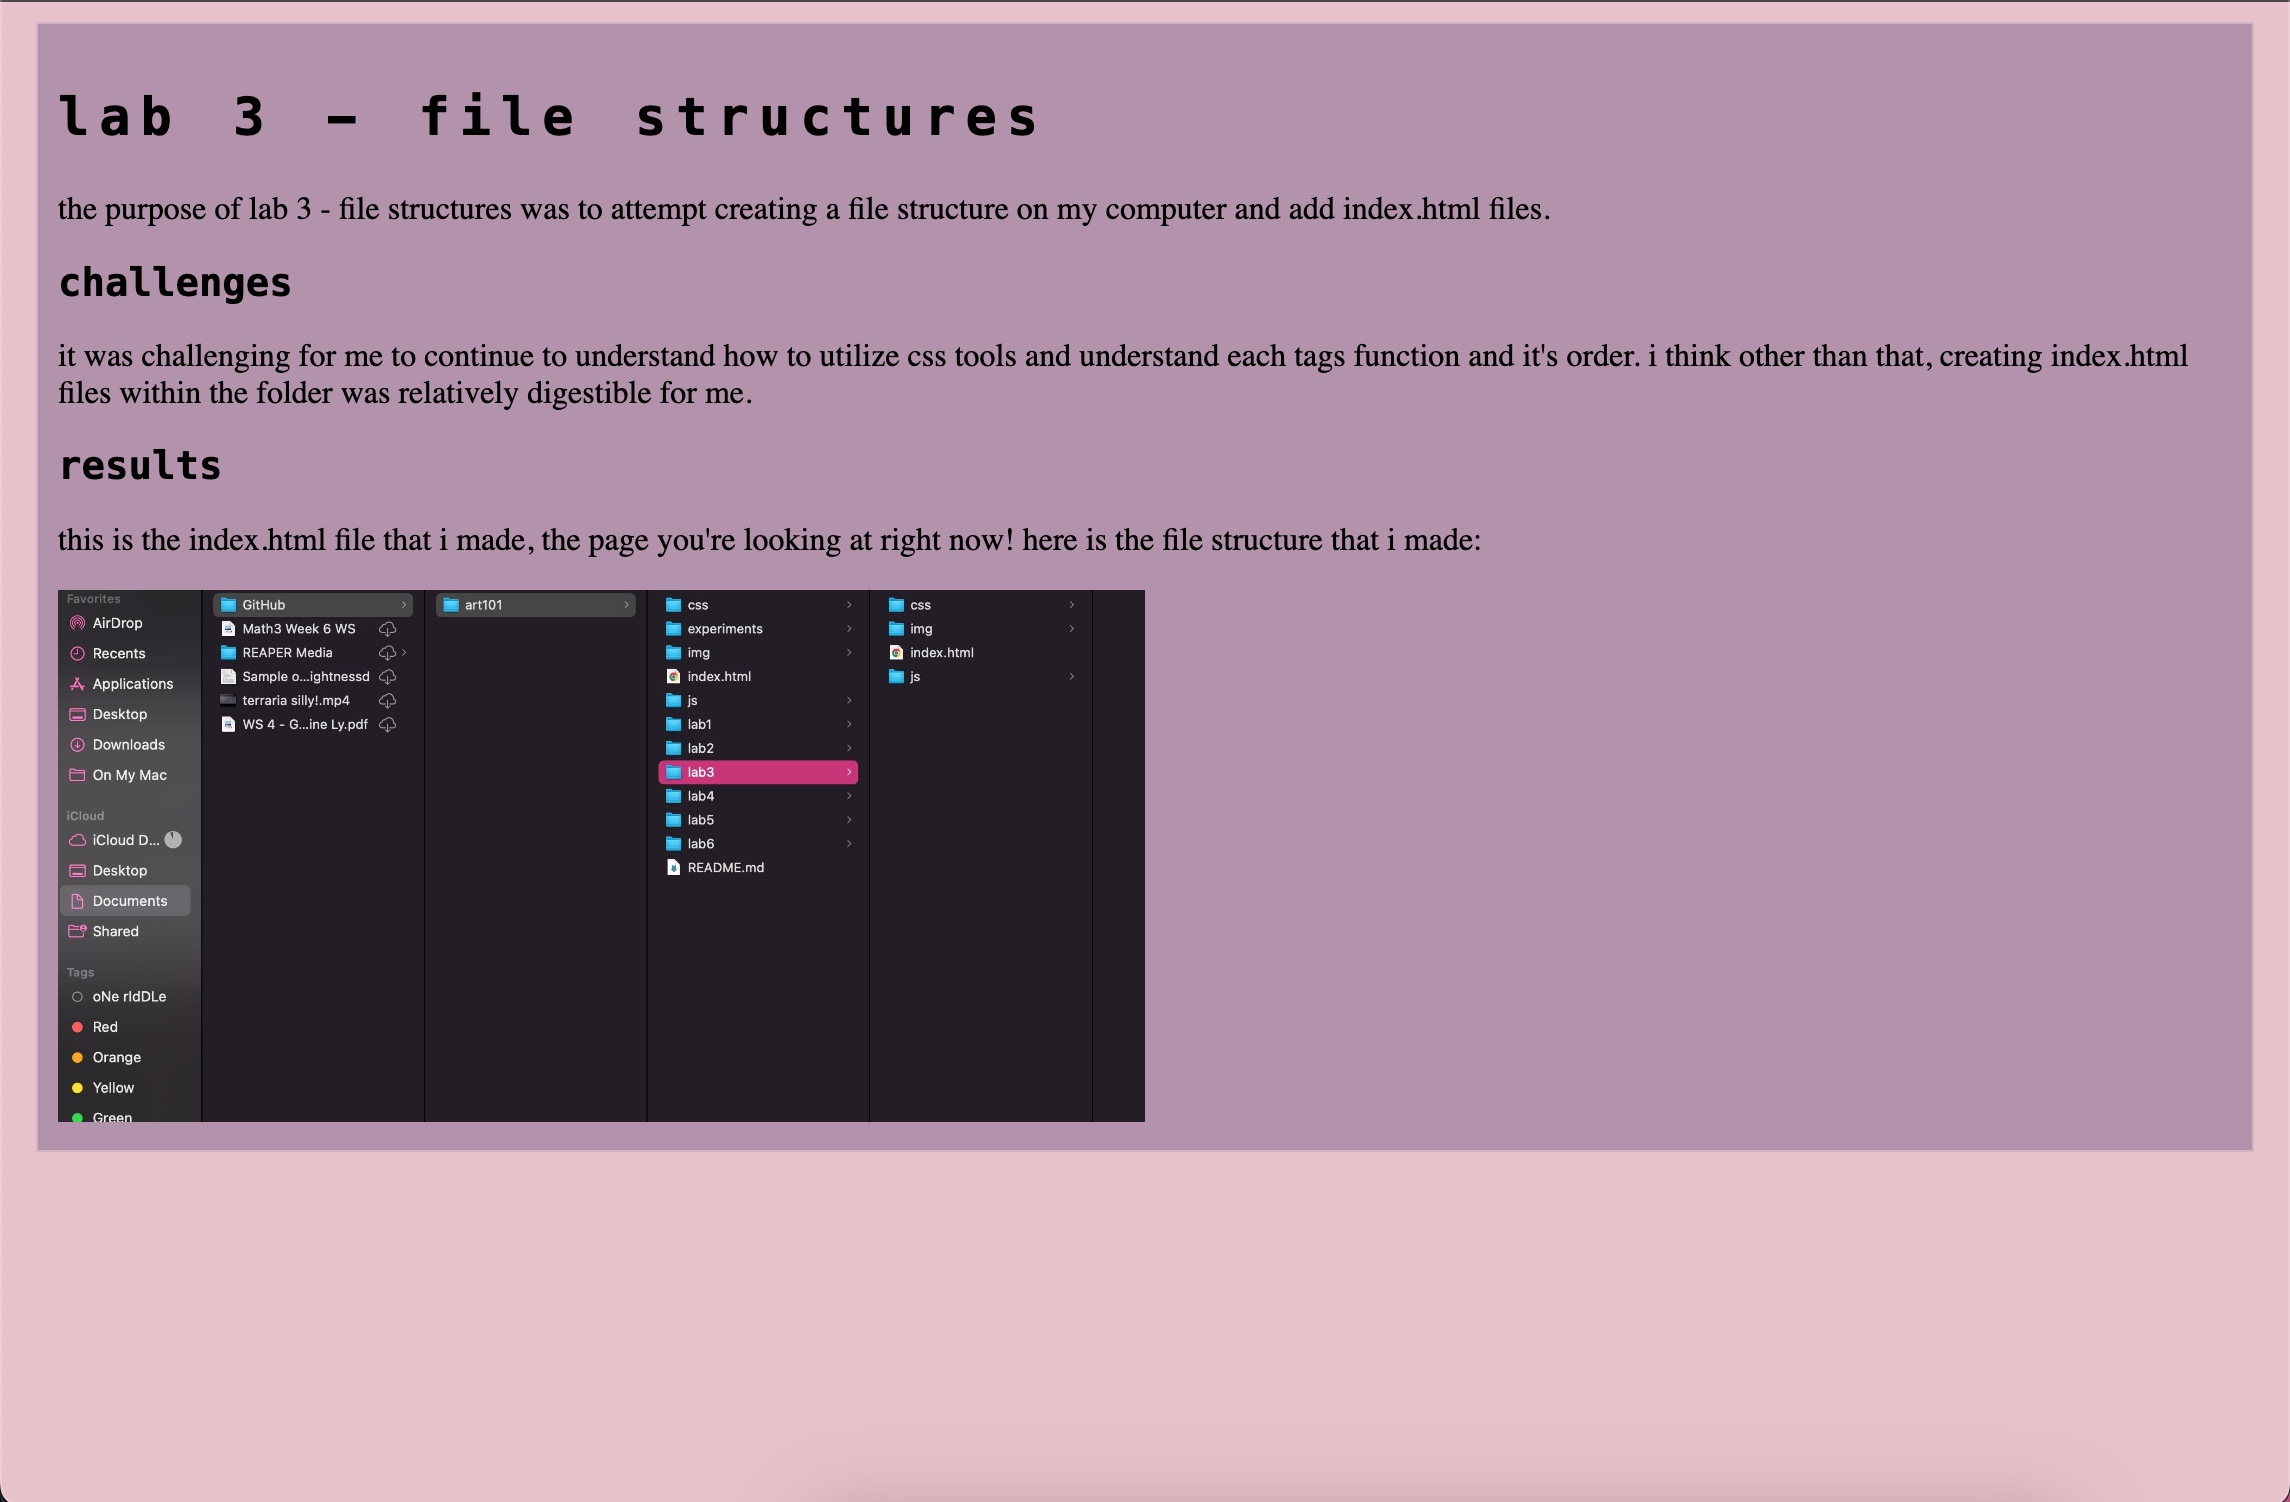 lab 3 - file structures
the purpose of lab 3 - file structures was to attempt creating a file structure on my computer and add index.html files.
challenges
it was challenging for me to continue to understand how to utilize css tools and understand each tags function and it's order. i think other than that, creating index.html
files within the folder was relatively digestible for me.
results
this is the index.html file that i made, the page you're looking at right now! here is the file structure that i made:
Favorites
AirDrop
Recents
Applications
Desktop
Downloads
On My Mac
iCloud
iCloud D...
Desktop
Documents
Shared
Tags
oNe rIdDLe
Red
Orange
Yellow
Green
GitHub
Math3 Week 6 WS
REAPER Media
Sample o...ightnessd
terraria silly!.mp4
WS 4 - G...ine Ly.pdf
art101
css
experiments
img
index.html
js
lab1
lab2
lab3
lab4
lab5
lab6
README.md
css
img
index.html
js